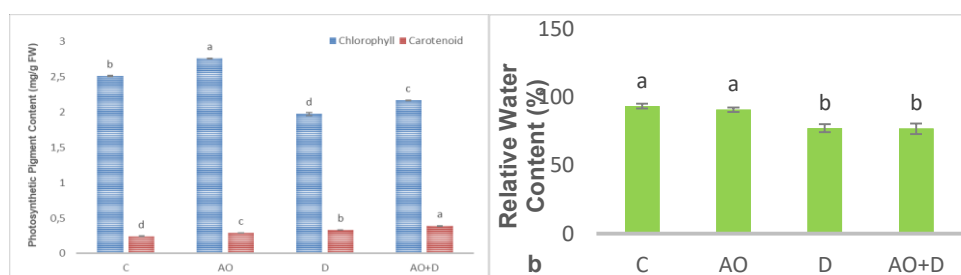 Photosynthetic Pigment Content (mg/g FW)
3
2,5
2
1,5
1
0,5
0
Chlorophyll Carotenoid
b
a
d
c
d
c
b
a
C AO D AO+D
Relative Water
Content (%)
150
100
50
0
a a b b
b
C AO D AO+D